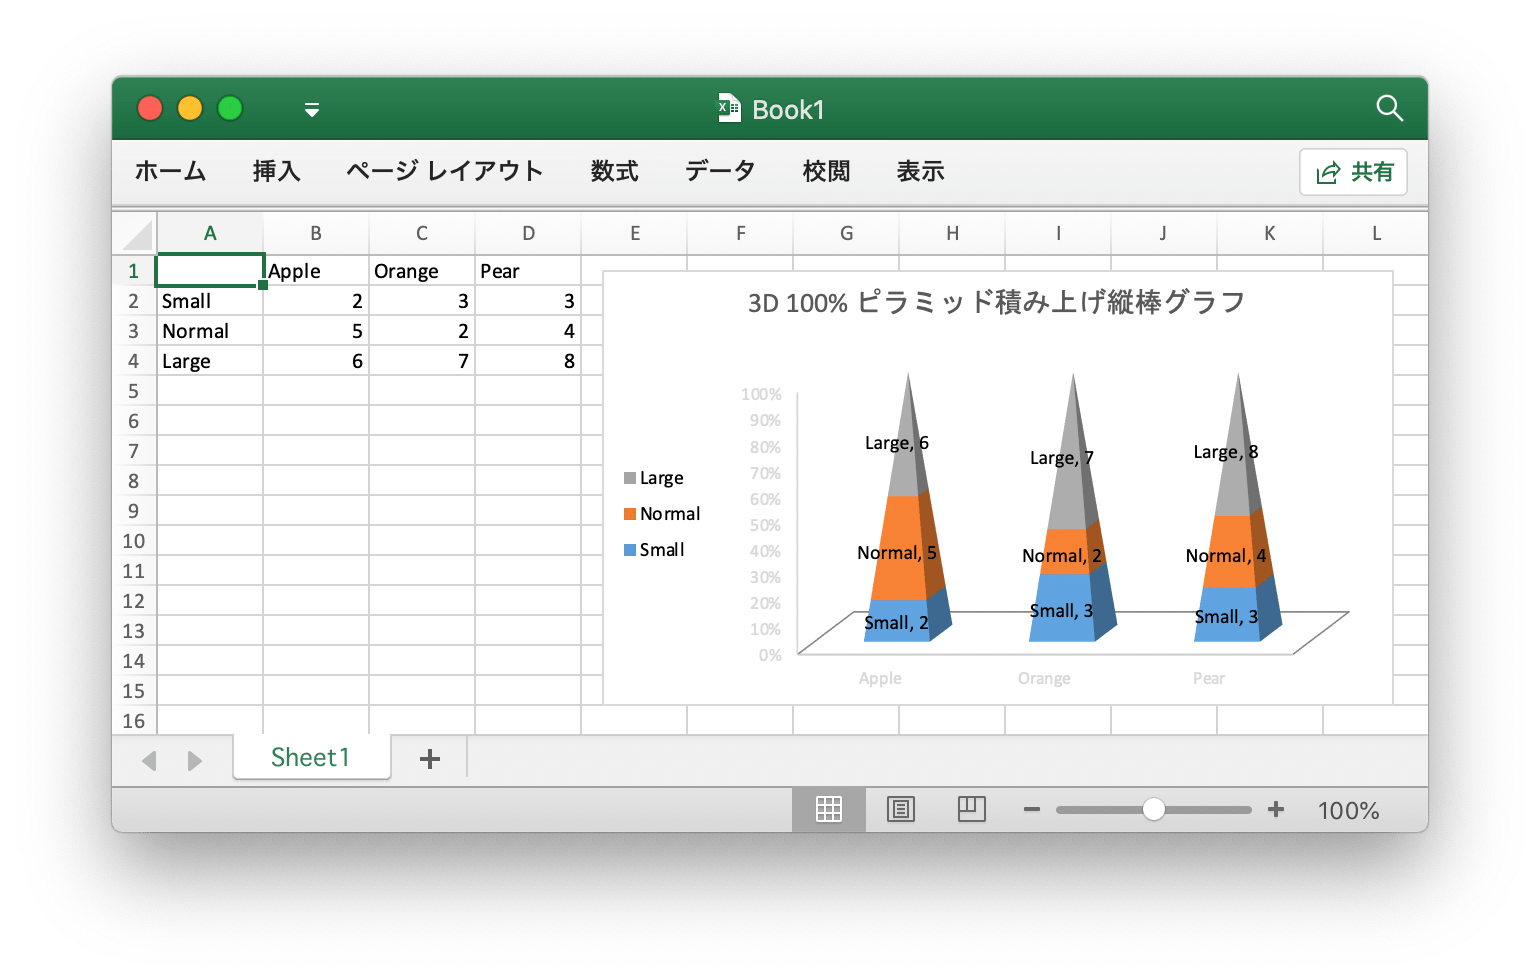 Book1
ホーム 挿入 ページ レイアウト 数式 データ 校閲 表示 共有
A B C D E F G H I J K L
1 Apple Orange Pear
2 Small 2 3 3
3 Normal 5 2 4
4 Large 6 7 8
5
6
7
8
9
10
11
12
13
14
15
16
3D 100% ピラミッド積み上げ縦棒グラフ
Large
Normal
Small
100%
90%
80%
70%
60%
50%
40%
30%
20%
10%
0%
Large, 6 Large, 7 Large, 8
Normal, 5 Normal, 2 Normal, 4
Small, 2 Small, 3 Small, 3
Apple Orange Pear
Sheet1 +
100%